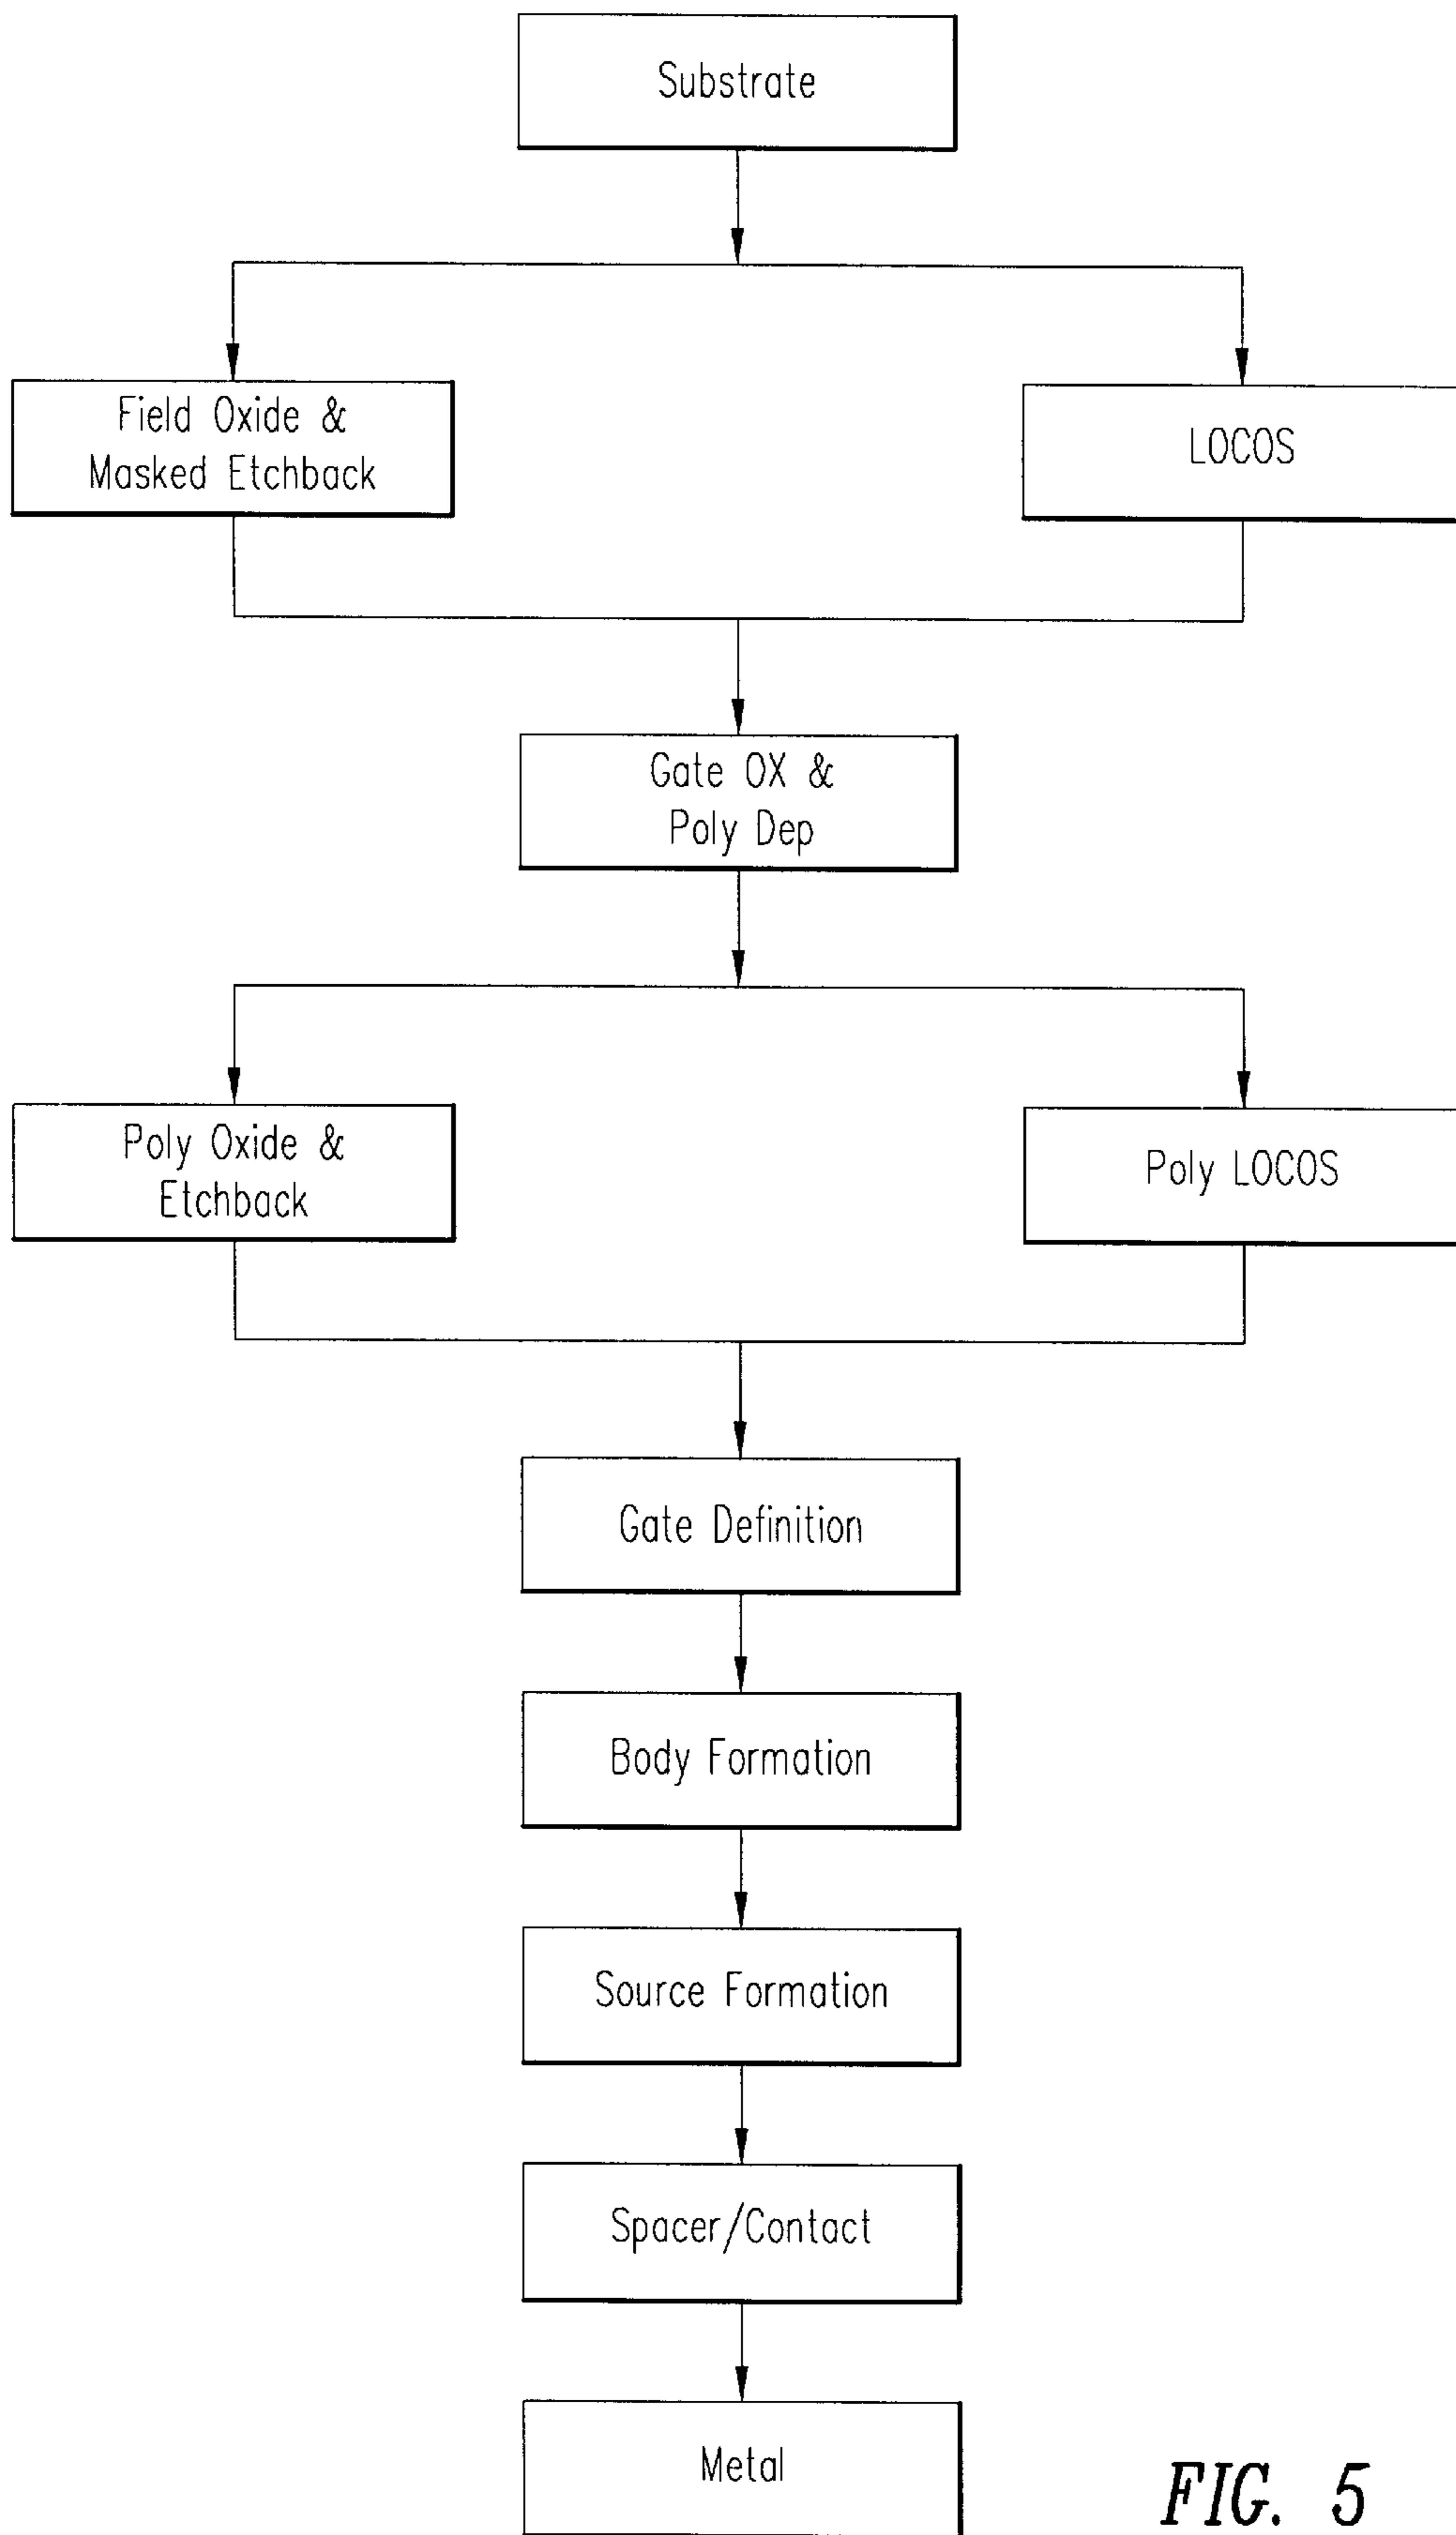 Substrate
Field Oxide &
Masked Etchback
LOCOS
Gate OX &
Poly Dep
Poly Oxide &
Etchback
Poly LOCOS
Gate Definition
Body Formation
Source Formation
Spacer/Contact
Metal
FIG. 5